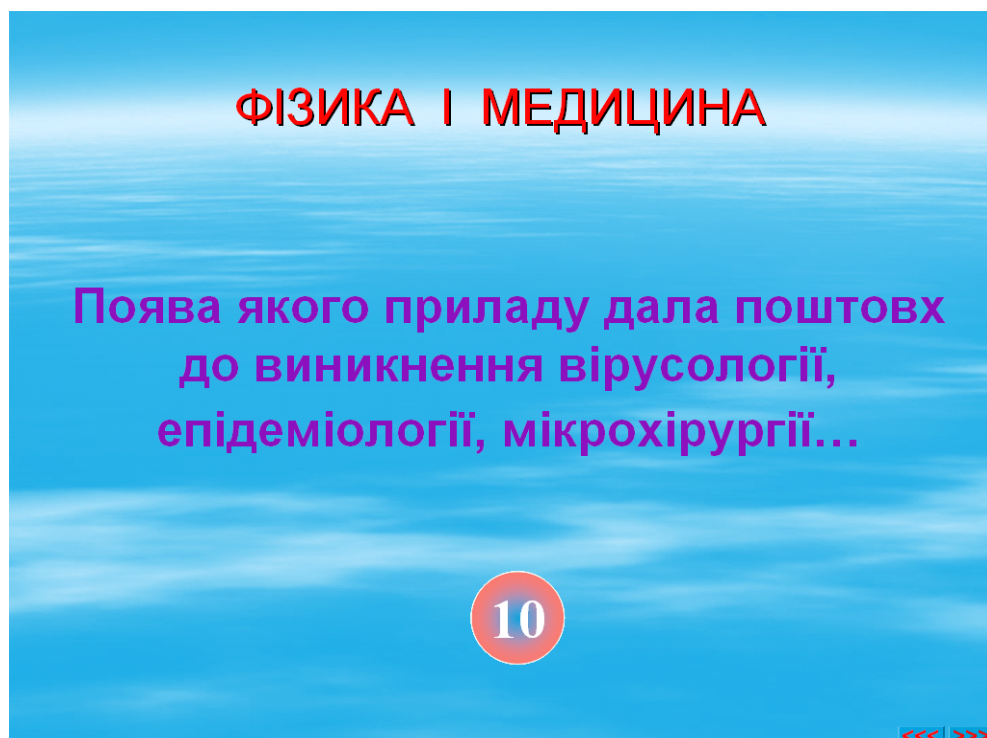 ФІЗИКА І МЕДИЦИНА
Поява якого приладу дала поштовх
до виникнення вірусології,
епідеміології, мікрохірургії…
10
<<< >>>